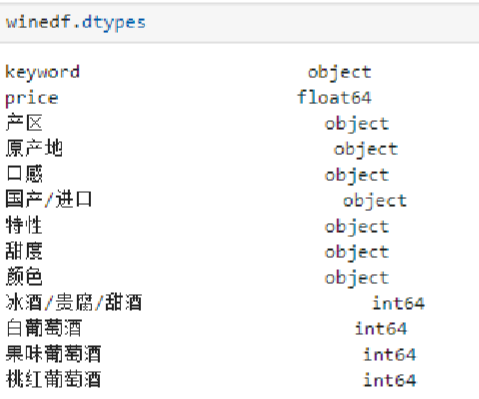 winedf.dtypes
keyword object
price float64
产区 object
原产地 object
口感 object
国产/进口 object
特性 object
甜度 object
颜色 object
冰酒/贵腐/甜酒 int64
白葡萄酒 int64
果味葡萄酒 int64
桃红葡萄酒 int64